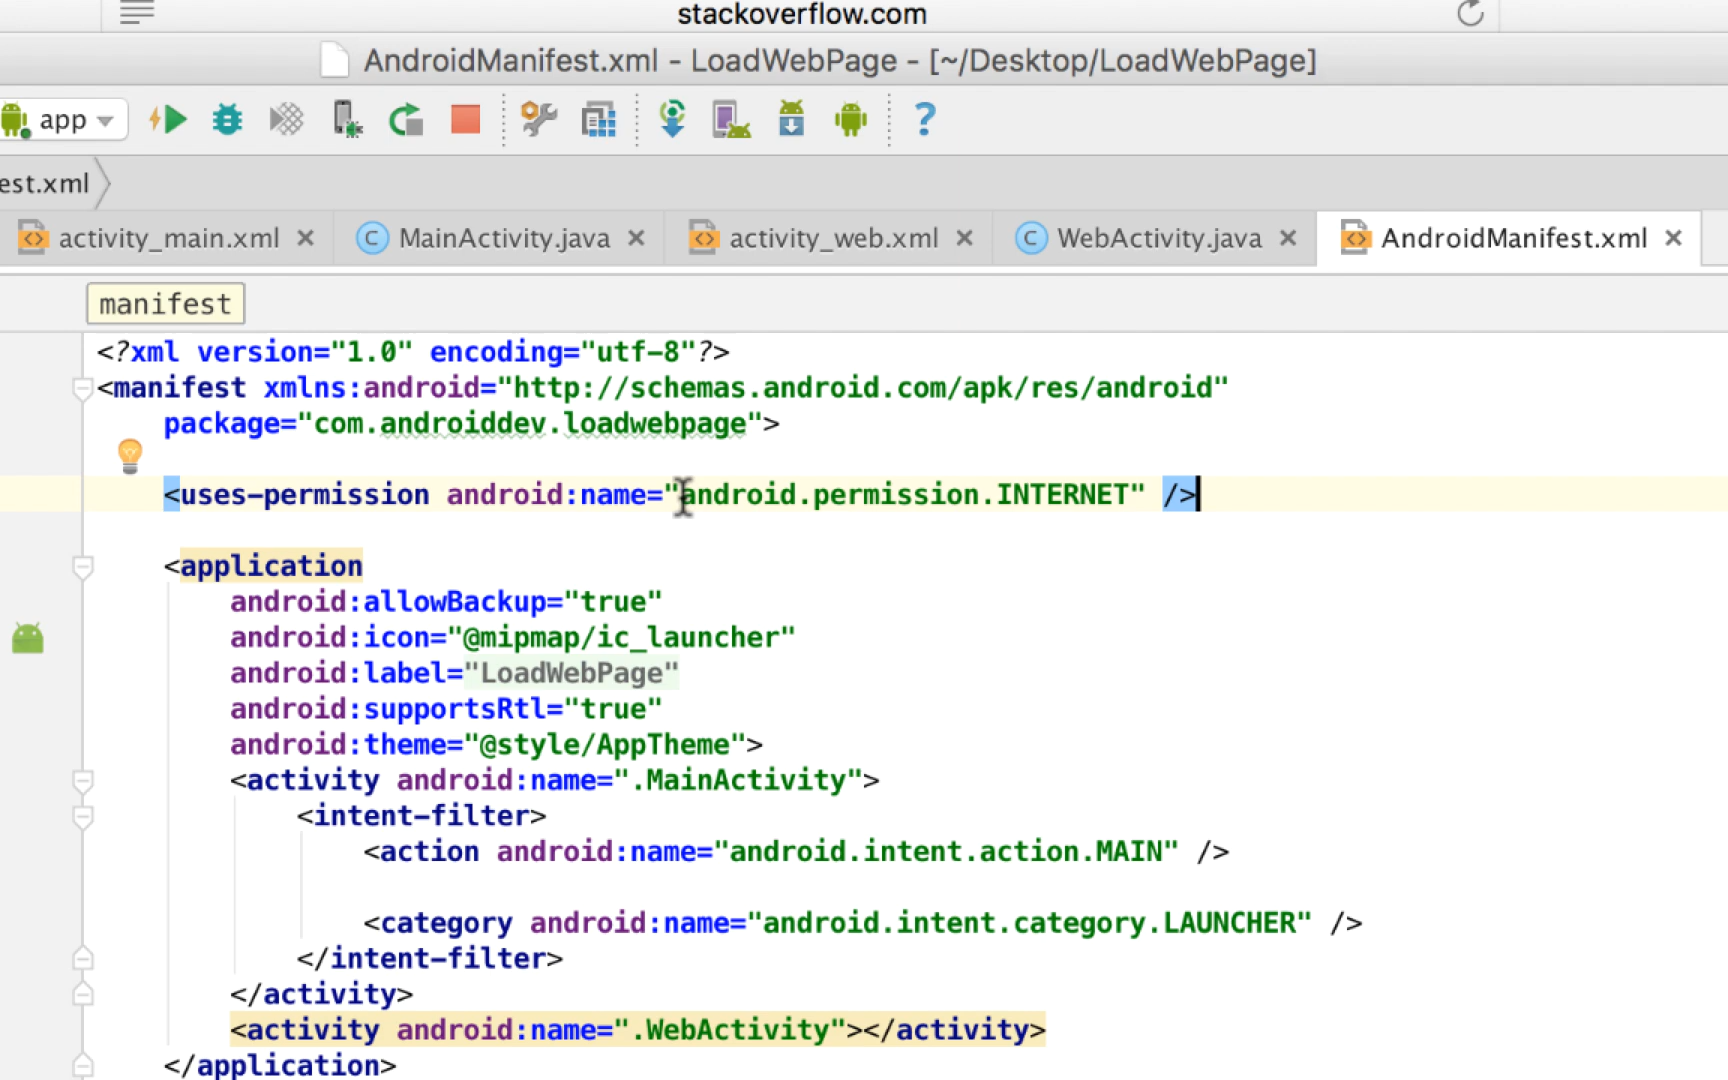 stackoverflow.com
AndroidManifest.xml - LoadWebPage - [~/Desktop/LoadWebPage]
app
?
est.xml
activity_main.xml MainActivity.java activity_web.xml WebActivity.java AndroidManifest.xml
manifest
<?xml version="1.0" encoding="utf-8"?>
<manifest xmlns:android="http://schemas.android.com/apk/res/android"
package="com.androiddev.loadwebpage">
<uses-permission android:name="android.permission.INTERNET" />
<application
android:allowBackup="true"
android:icon="@mipmap/ic_launcher"
android:label="LoadWebPage"
android:supportsRtl="true"
android:theme="@style/AppTheme">
<activity android:name=".MainActivity">
<intent-filter>
<action android:name="android.intent.action.MAIN" />
<category android:name="android.intent.category.LAUNCHER" />
</intent-filter>
</activity>
<activity android:name=".WebActivity"></activity>
</application>